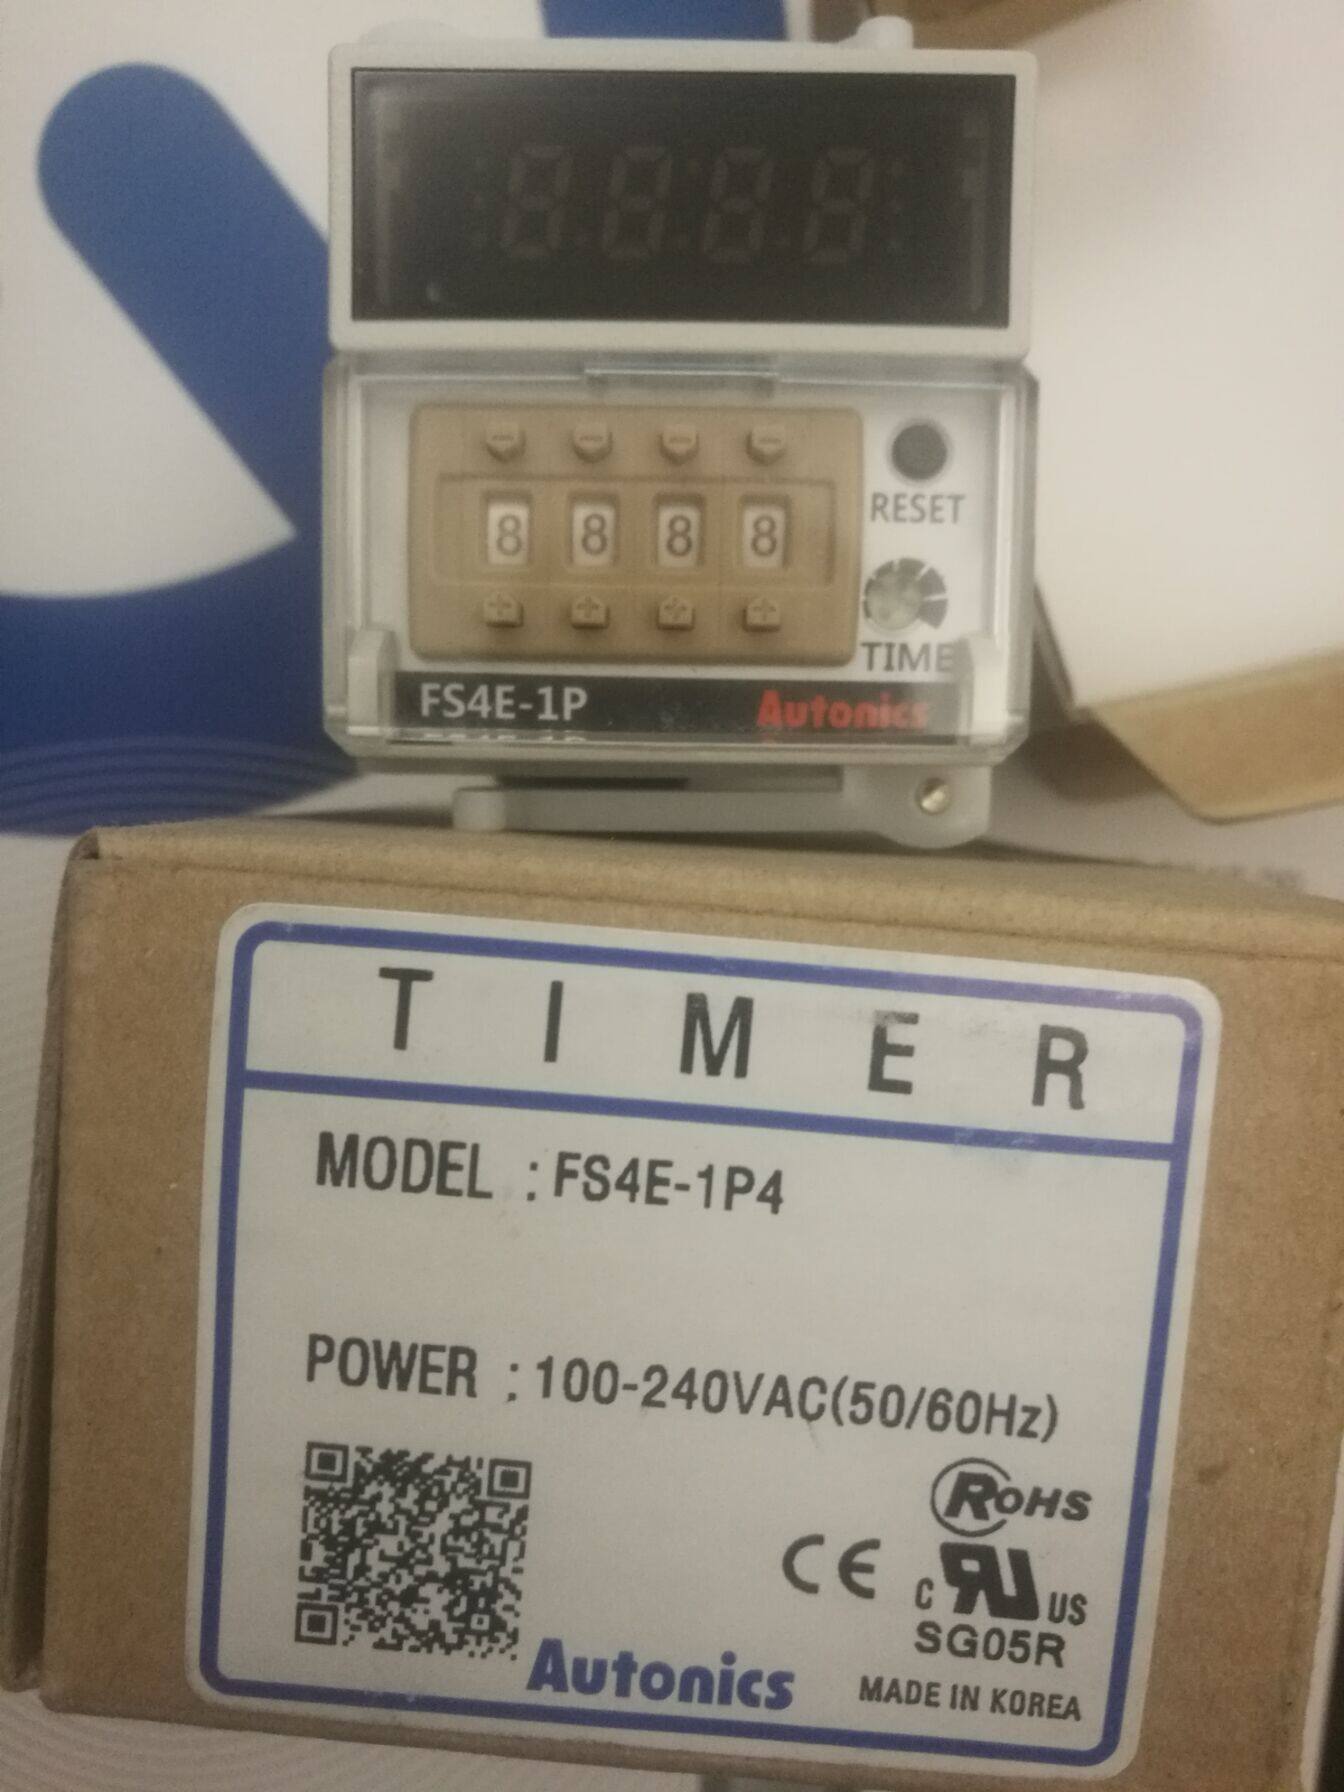 8 8 8 8
RESET
TIME
FS4E-1P Autonics
TIMER
MODEL : FS4E-1P4
POWER : 100-240VAC(50/60Hz)
RoHS
CE c RU US
SG05R
Autonics
MADE IN KOREA